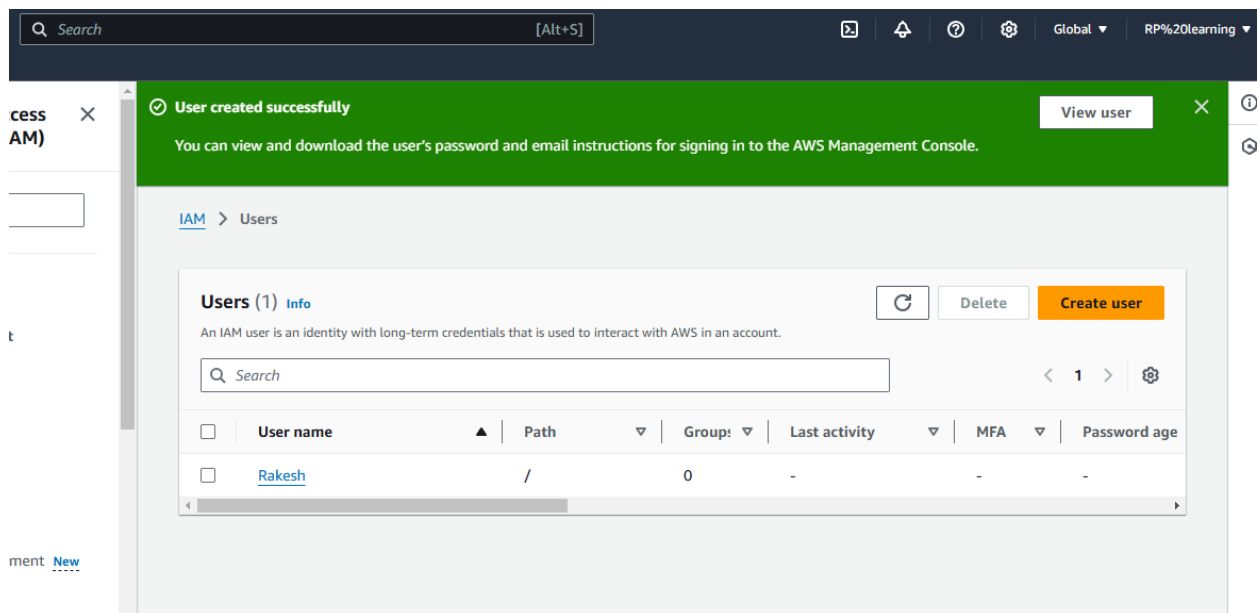 Search [Alt+S] Global RP%20learning
cess
AM)
User created successfully
View user
You can view and download the user's password and email instructions for signing in to the AWS Management Console.
IAM > Users
Users (1) Info
Delete
Create user
An IAM user is an identity with long-term credentials that is used to interact with AWS in an account.
t
Search
1
User name Path Groups Last activity MFA Password age
Rakesh / 0 - - -
ment New